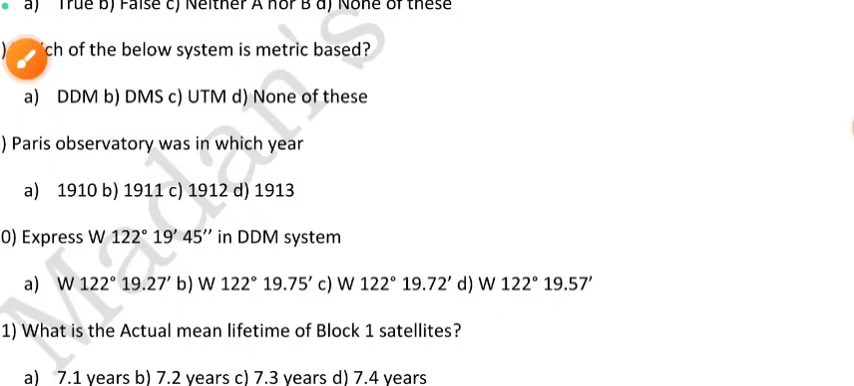 a) True b) False c) Neither A nor B d) None of these
ch of the below system is metric based?
a) DDM b) DMS c) UTM d) None of these
) Paris observatory was in which year
a) 1910 b) 1911 c) 1912 d) 1913
0) Express W 122° 19′ 45′′ in DDM system
a) W 122° 19.27′ b) W 122° 19.75′ c) W 122° 19.72′ d) W 122° 19.57′
1) What is the Actual mean lifetime of Block 1 satellites?
a) 7.1 years b) 7.2 years c) 7.3 years d) 7.4 years
Madan's